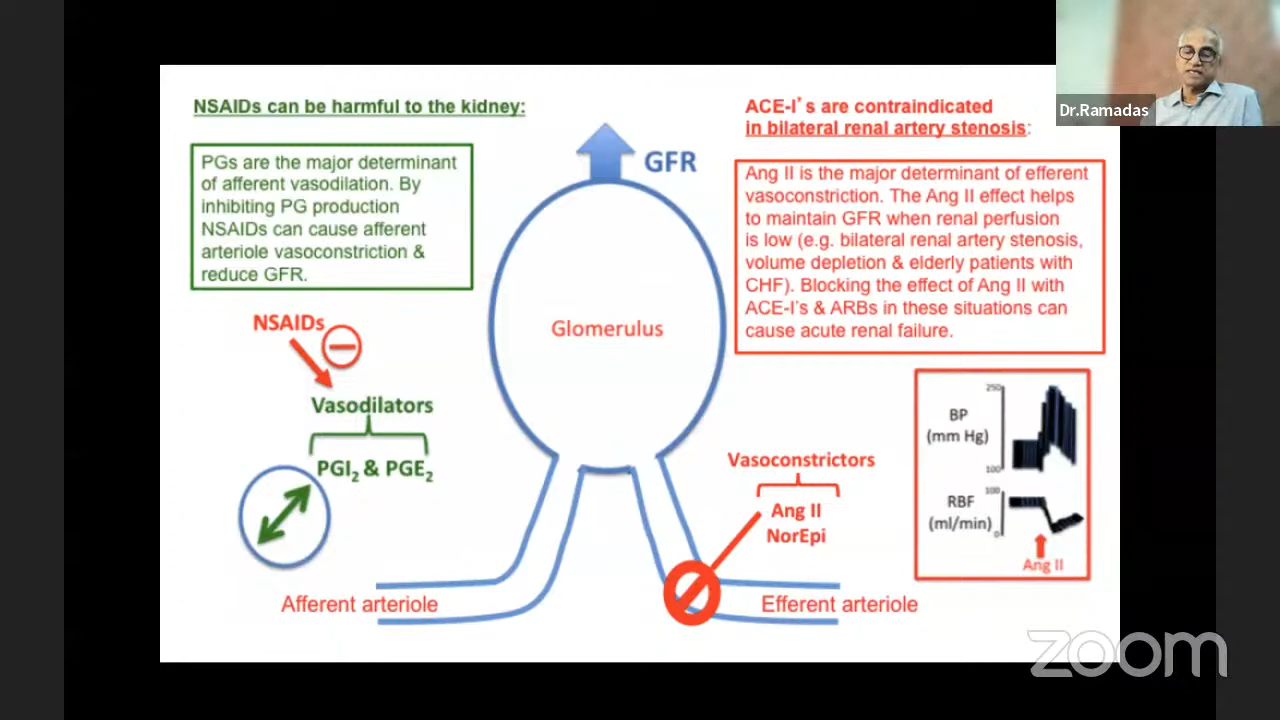 NSAIDs can be harmful to the kidney:
PGs are the major determinant
of afferent vasodilation. By
inhibiting PG production
NSAIDs can cause afferent
arteriole vasoconstriction &
reduce GFR.
NSAIDs
Vasodilators
PGI₂ & PGE₂
Afferent arteriole
GFR
Glomerulus
ACE-I's are contraindicated
in bilateral renal artery stenosis:
Ang II is the major determinant of efferent
vasoconstriction. The Ang II effect helps
to maintain GFR when renal perfusion
is low (e.g. bilateral renal artery stenosis,
volume depletion & elderly patients with
CHF). Blocking the effect of Ang II with
ACE-I's & ARBs in these situations can
cause acute renal failure.
Vasoconstrictors
Ang II
NorEpi
Efferent arteriole
250
BP
(mm Hg)
100
100
RBF
(ml/min)
0
Ang II
Dr.Ramadas
zoom